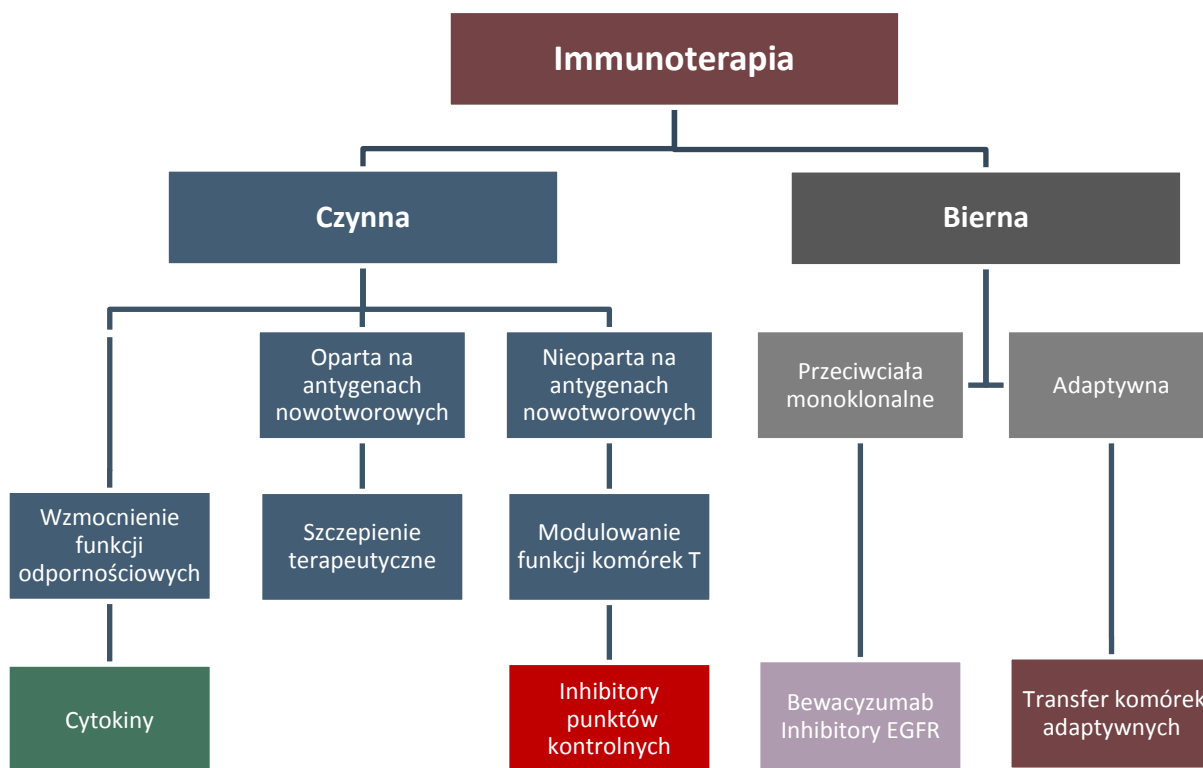 Immunoterapia
Czynna
Bierna
Oparta na
antygenach
nowotworowych
Nieoparta na
antygenach
nowotworowych
Przeciwciała
monoklonalne
Adaptywna
Wzmocnienie
funkcji
odpornościowych
Szczepienie
terapeutyczne
Modulowanie
funkcji komórek T
Cytokiny
Inhibitory
punktów
kontrolnych
Bewacyzumab
Inhibitory EGFR
Transfer komórek
adaptywnych